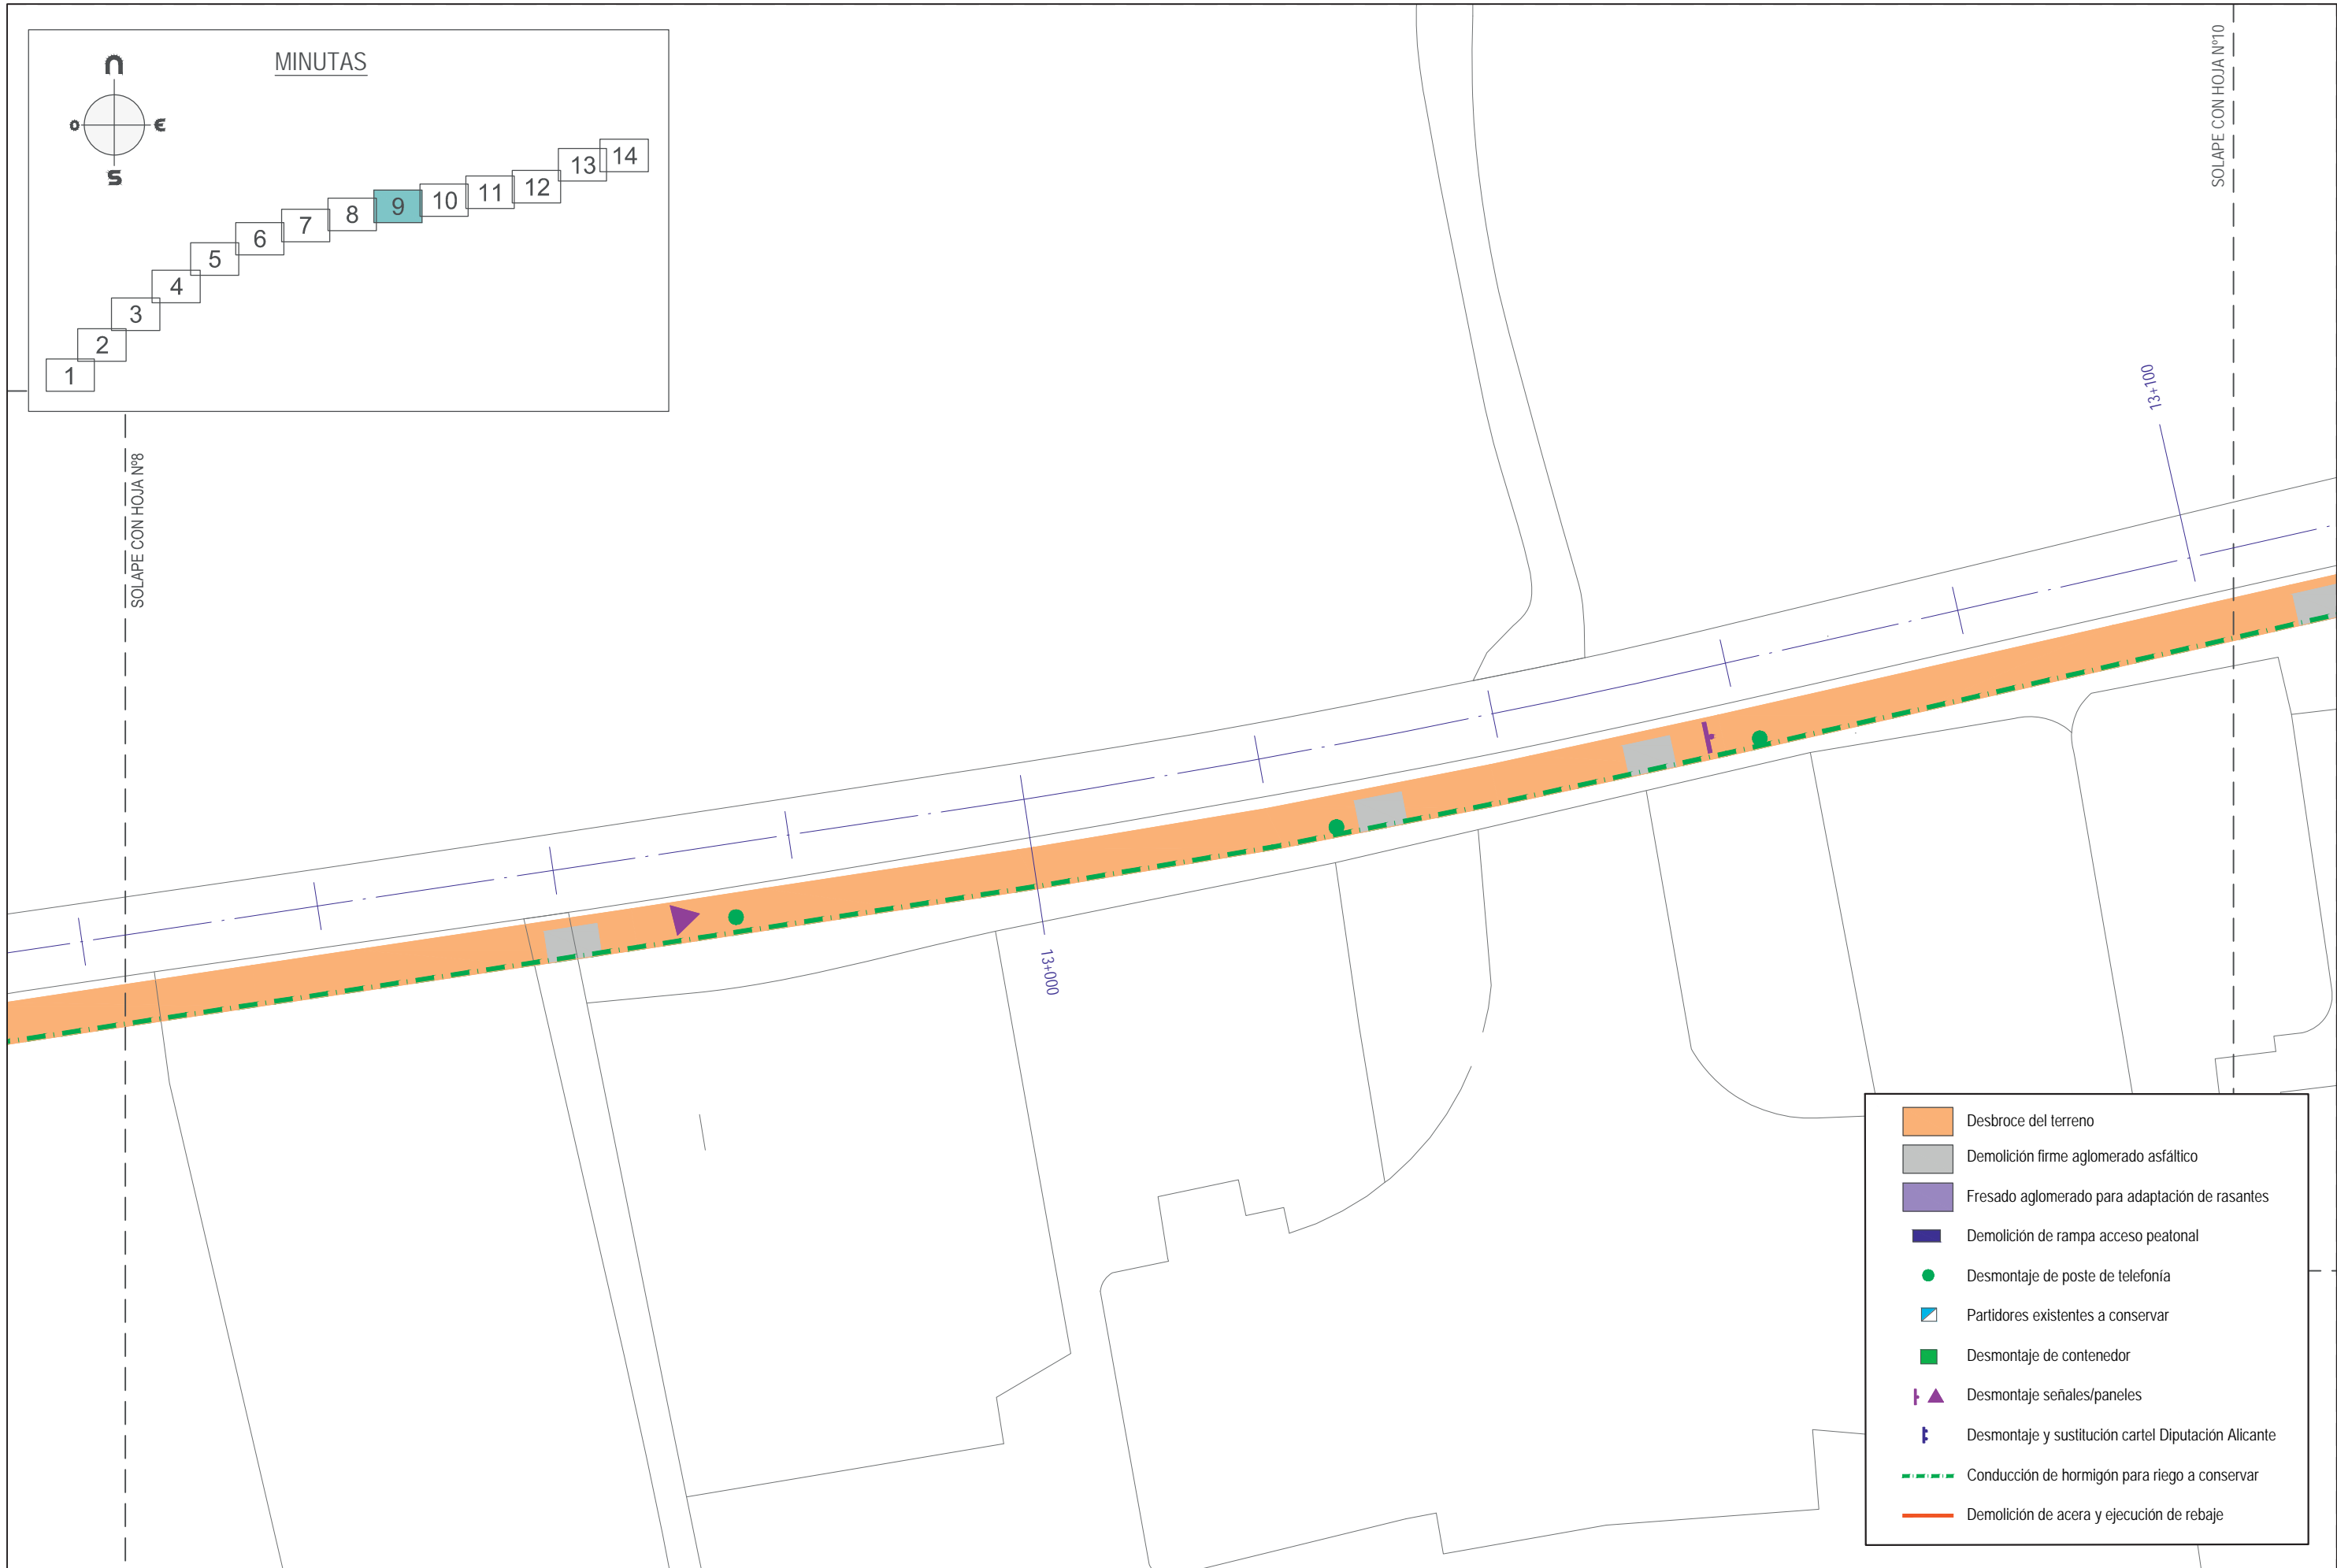 MINUTAS
N
O
E
S
1
2
3
4
5
6
7
8
9
10
11
12
13
14
SOLAPE CON HOJA Nº8
SOLAPE CON HOJA Nº10
13+000
13+100
Desbroce del terreno
Demolición firme aglomerado asfáltico
Fresado aglomerado para adaptación de rasantes
Demolición de rampa acceso peatonal
Desmontaje de poste de telefonía
Partidores existentes a conservar
Desmontaje de contenedor
Desmontaje señales/paneles
Desmontaje y sustitución cartel Diputación Alicante
Conducción de hormigón para riego a conservar
Demolición de acera y ejecución de rebaje